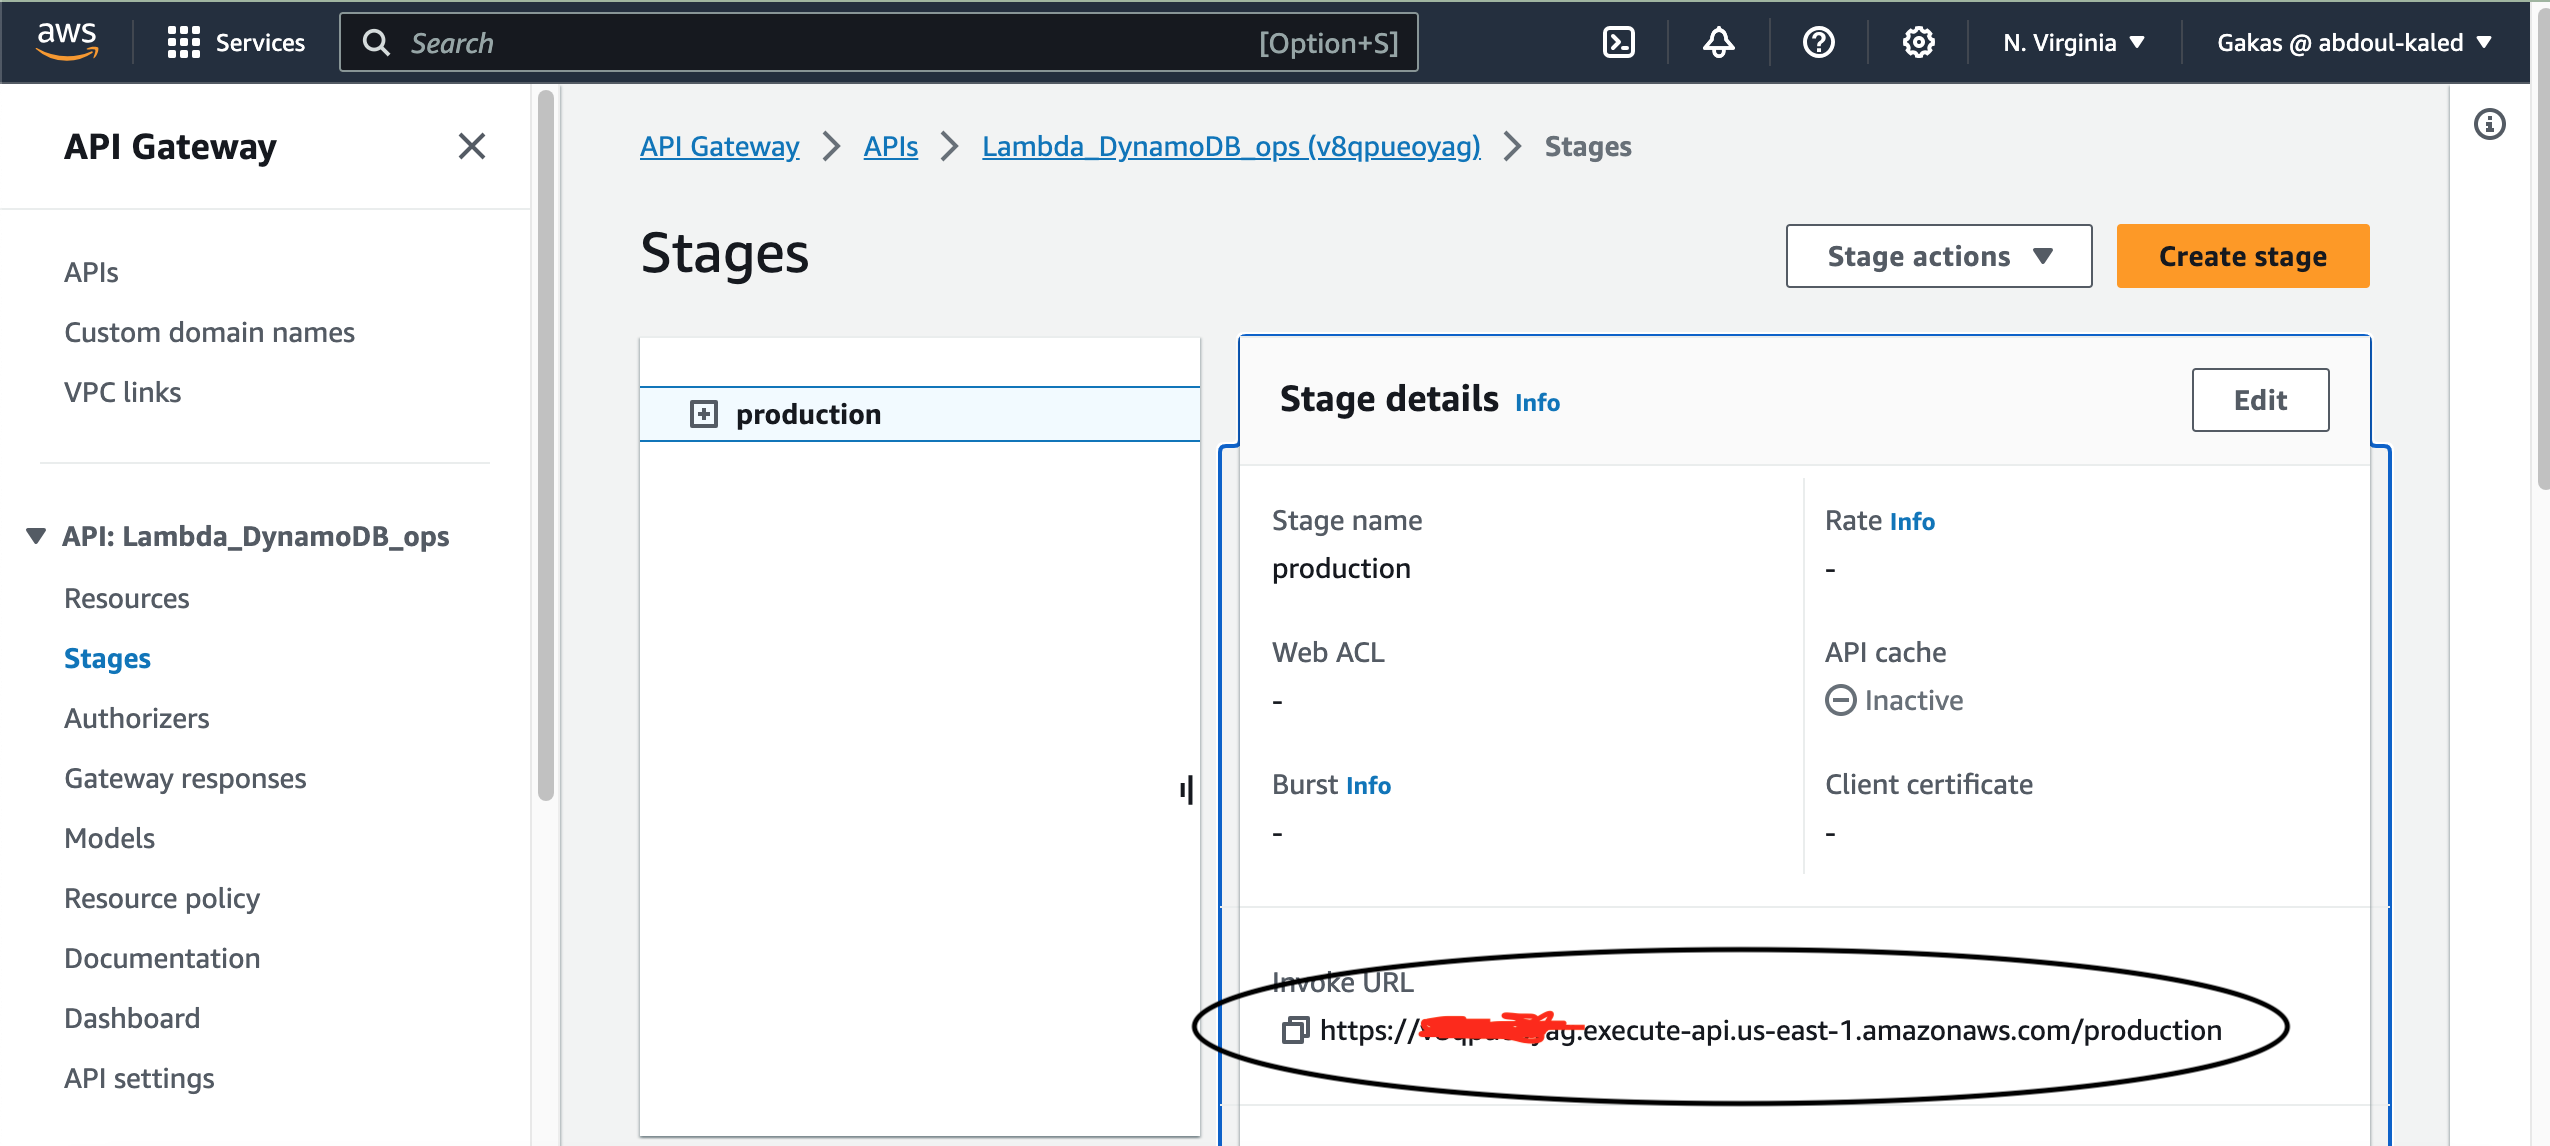 aws
Services
Search
[Option+S]
N. Virginia
Gakas @ abdoul-kaled
API Gateway
APIs
Custom domain names
VPC links
API: Lambda_DynamoDB_ops
Resources
Stages
Authorizers
Gateway responses
Models
Resource policy
Documentation
Dashboard
API settings
API Gateway
APIs
Lambda_DynamoDB_ops (v8qpueoyag)
Stages
Stages
Stage actions
Create stage
production
Stage details Info
Edit
Stage name
production
Rate Info
-
Web ACL
-
API cache
Inactive
Burst Info
-
Client certificate
-
Invoke URL
https:// .execute-api.us-east-1.amazonaws.com/production